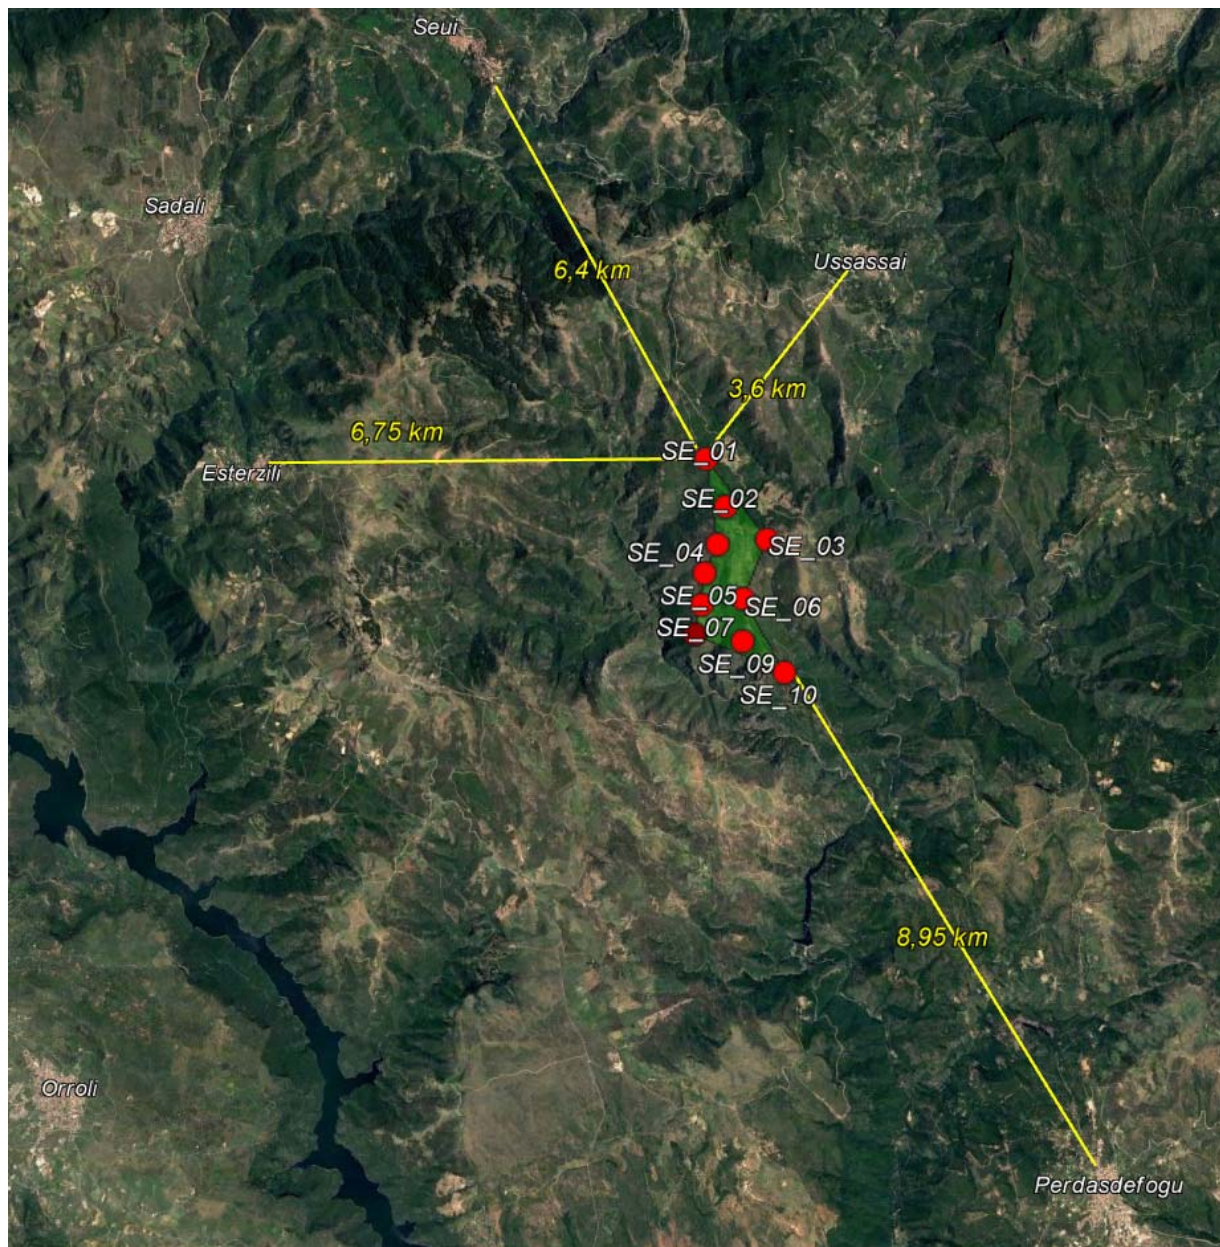 Seui
Sadali
Ussassai
6,4 km
3,6 km
6,75 km
SE_01
Esterzili
SE_02
SE_03
SE_04
SE_05
SE_06
SE_07
SE_09
SE_10
8,95 km
Orroli
Perdasdefogu